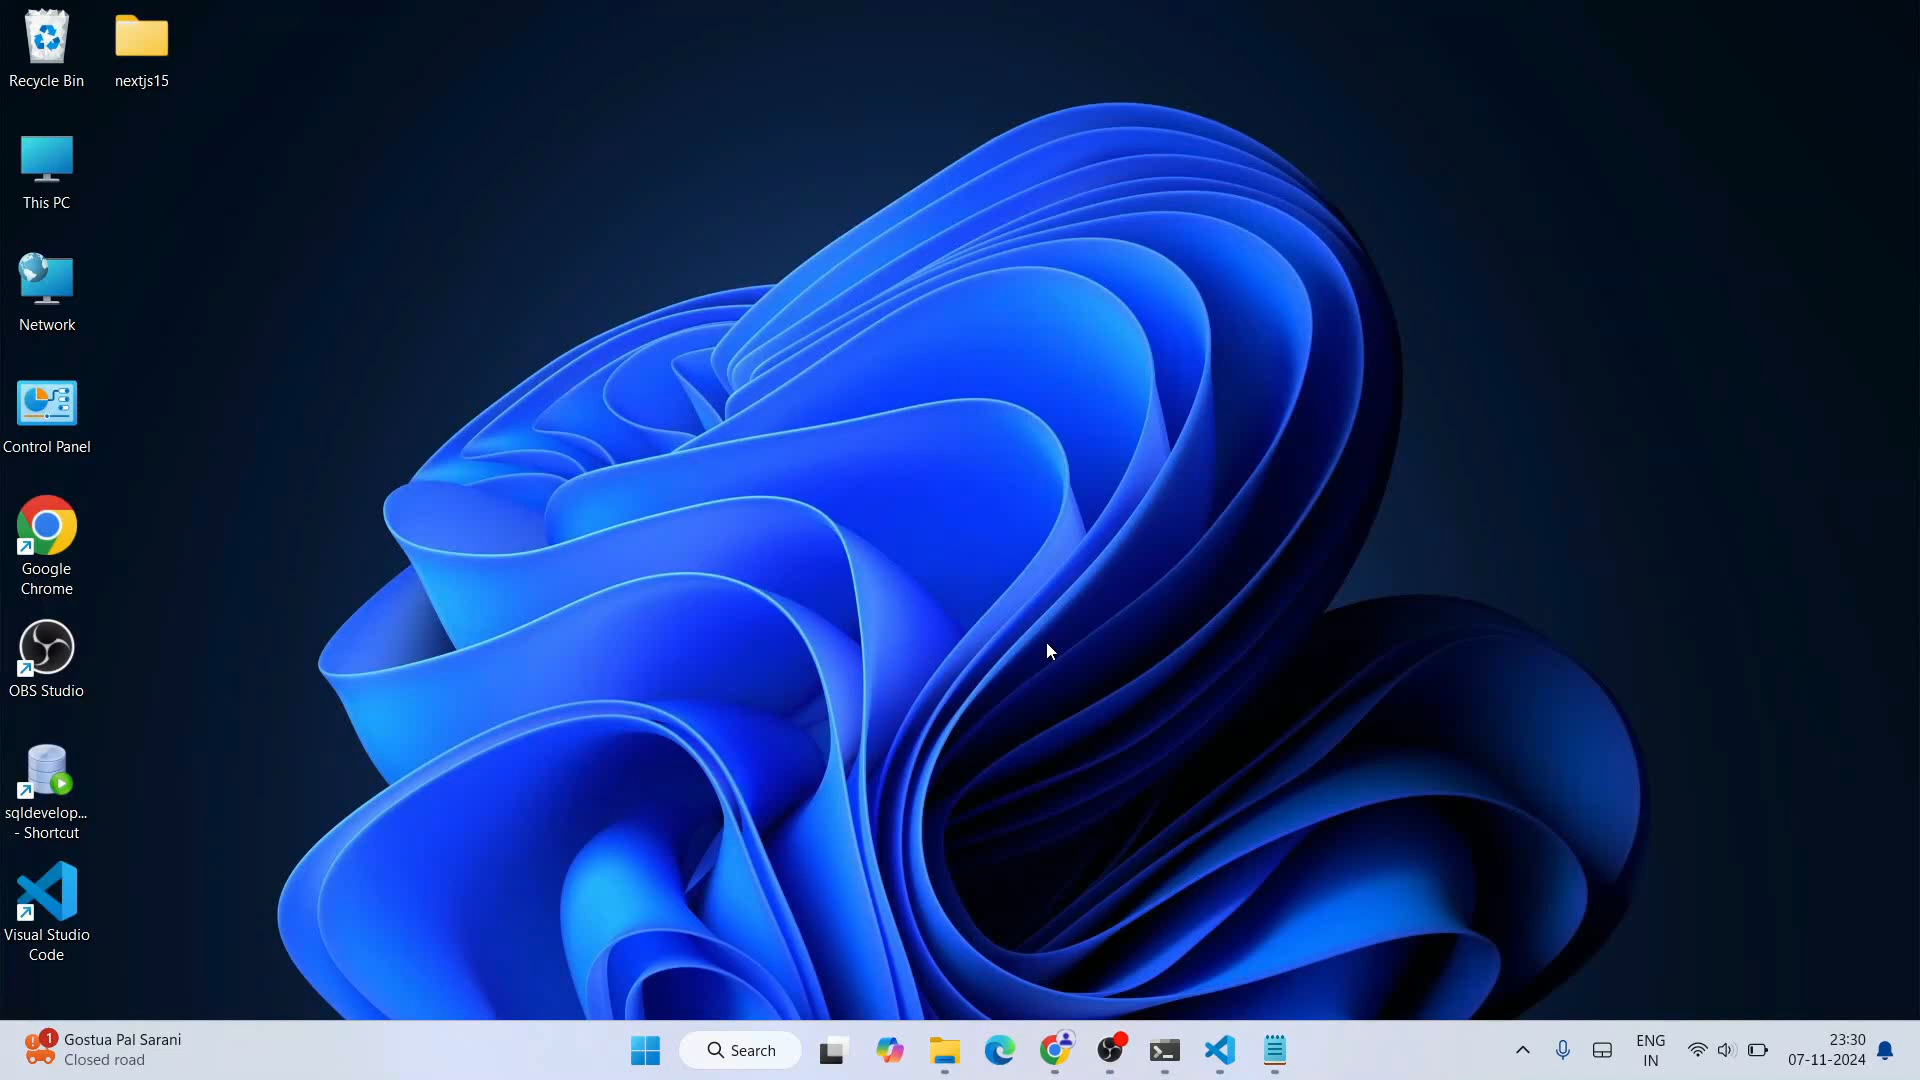 Recycle Bin
nextjs15
This PC
Network
Control Panel
Google
Chrome
OBS Studio
sqldevelop...
- Shortcut
Visual Studio
Code
1
Gostua Pal Sarani
Closed road
Search
ENG
IN
23:30
07-11-2024